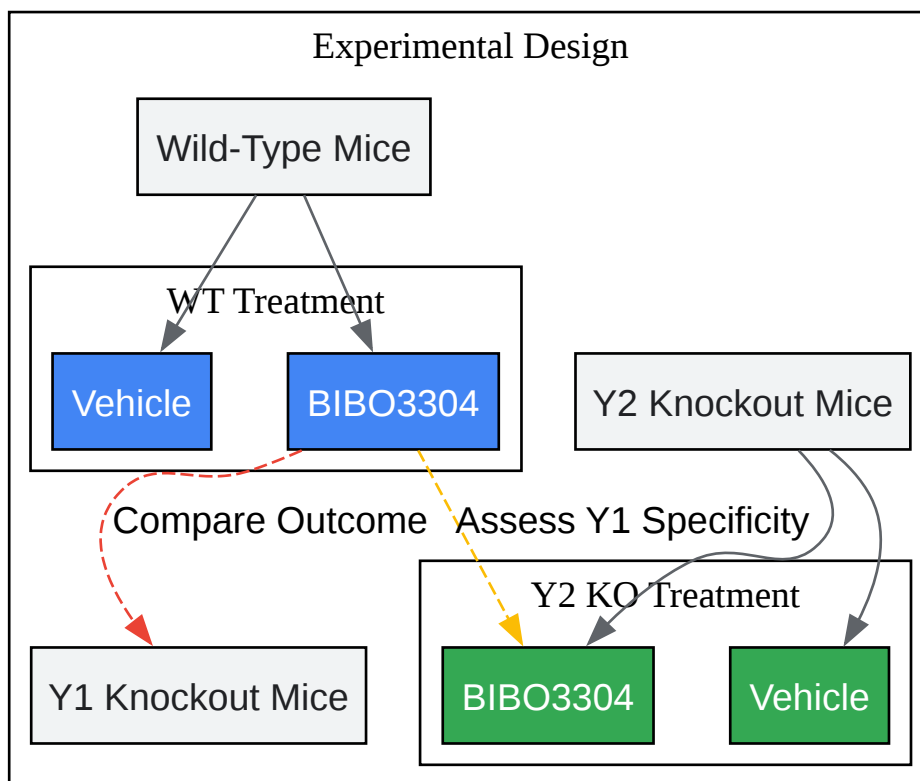 Experimental Design
Wild-Type Mice
WT Treatment
Vehicle
BIBO3304
Y2 Knockout Mice
Compare Outcome
Assess Y1 Specificity
Y2 KO Treatment
Y1 Knockout Mice
BIBO3304
Vehicle